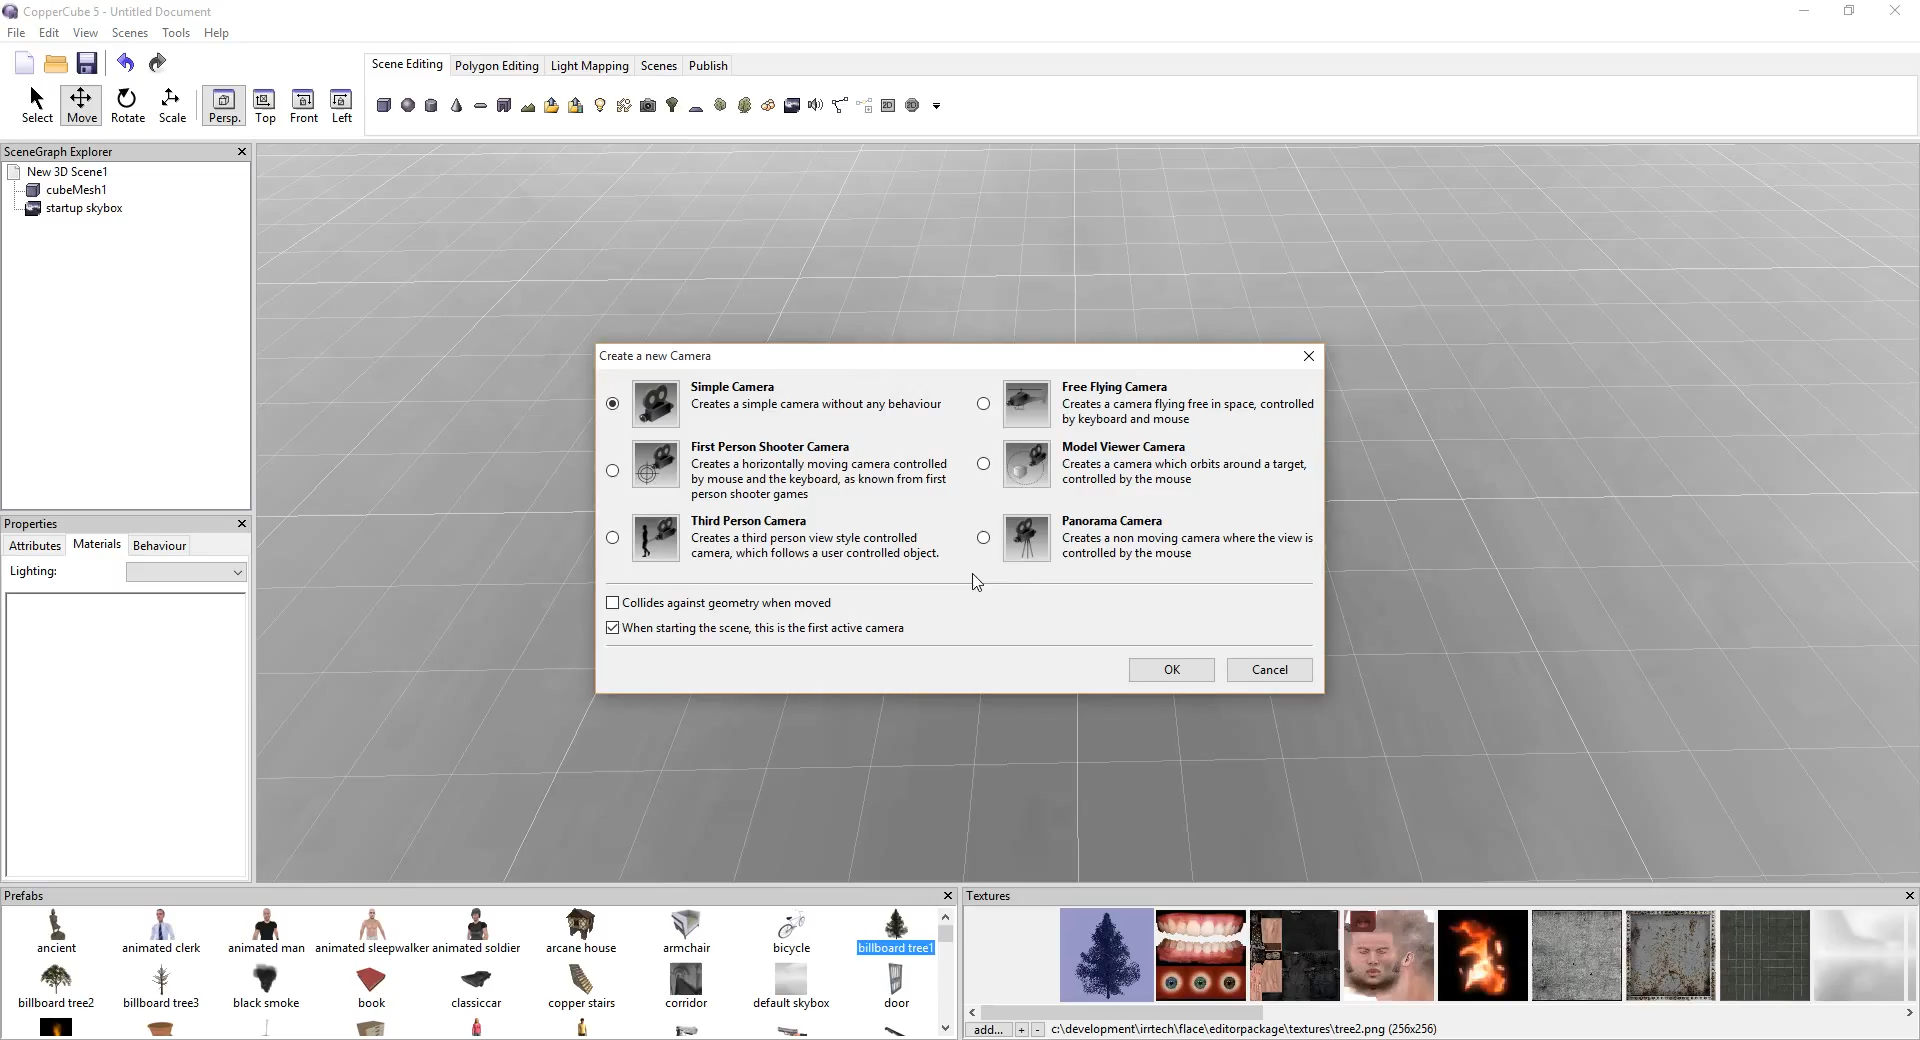 CopperCube 5 - Untitled Document
File Edit View Scenes Tools Help
Scene Editing Polygon Editing Light Mapping Scenes Publish
Select Move Rotate Scale Persp. Top Front Left
2D 2D
SceneGraph Explorer
New 3D Scene1
cubeMesh1
startup skybox
Create a new Camera
Simple Camera
Creates a simple camera without any behaviour
Free Flying Camera
Creates a camera flying free in space, controlled
by keyboard and mouse
First Person Shooter Camera
Creates a horizontally moving camera controlled
by mouse and the keyboard, as known from first
person shooter games
Model Viewer Camera
Creates a camera which orbits around a target,
controlled by the mouse
Third Person Camera
Creates a third person view style controlled
camera, which follows a user controlled object.
Panorama Camera
Creates a non moving camera where the view is
controlled by the mouse
Collides against geometry when moved
When starting the scene, this is the first active camera
OK Cancel
Properties
Attributes Materials Behaviour
Lighting:
Prefabs
ancient animated clerk animated man animated sleepwalker animated soldier arcane house armchair bicycle billboard tree1
billboard tree2 billboard tree3 black smoke book classiccar copper stairs corridor default skybox door
Textures
add... + - c:\development\irrtech\flace\editorpackage\textures\tree2.png (256x256)